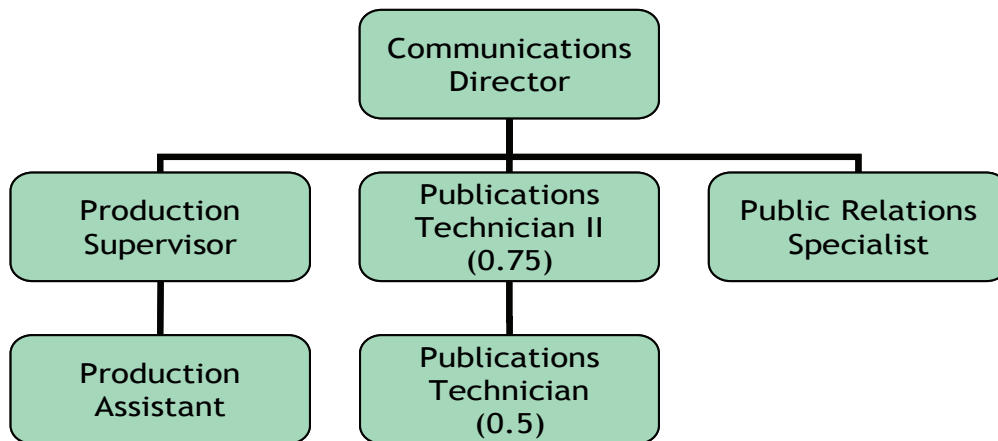 Communications
Director
Production
Supervisor
Publications
Technician II
(0.75)
Public Relations
Specialist
Production
Assistant
Publications
Technician
(0.5)